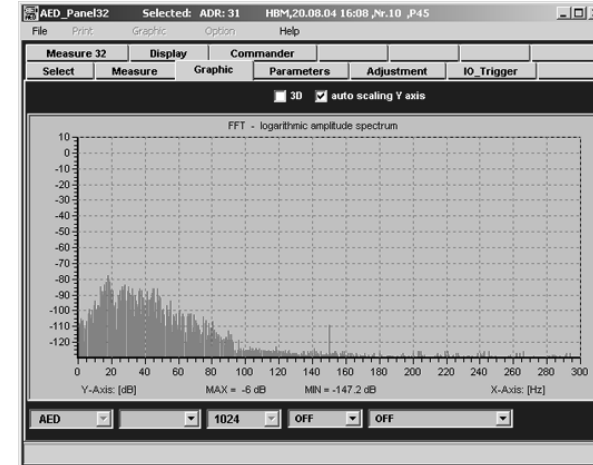 AED_Panel32 Selected: ADR: 31 HBM,20.08.04 16:08 ,Nr.10 ,P45
File Print Graphic Option Help
Measure 32 Display Commander
Select Measure Graphic Parameters Adjustment IO_Trigger
3D auto scaling Y axis
FFT - logarithmic amplitude spectrum
10
0
-10
-20
-30
-40
-50
-60
-70
-80
-90
-100
-110
-120
0 20 40 60 80 100 120 140 160 180 200 220 240 260 280 300
Y-Axis: [dB] MAX = -6 dB MIN = -147.2 dB X-Axis: [Hz]
AED 1024 OFF OFF